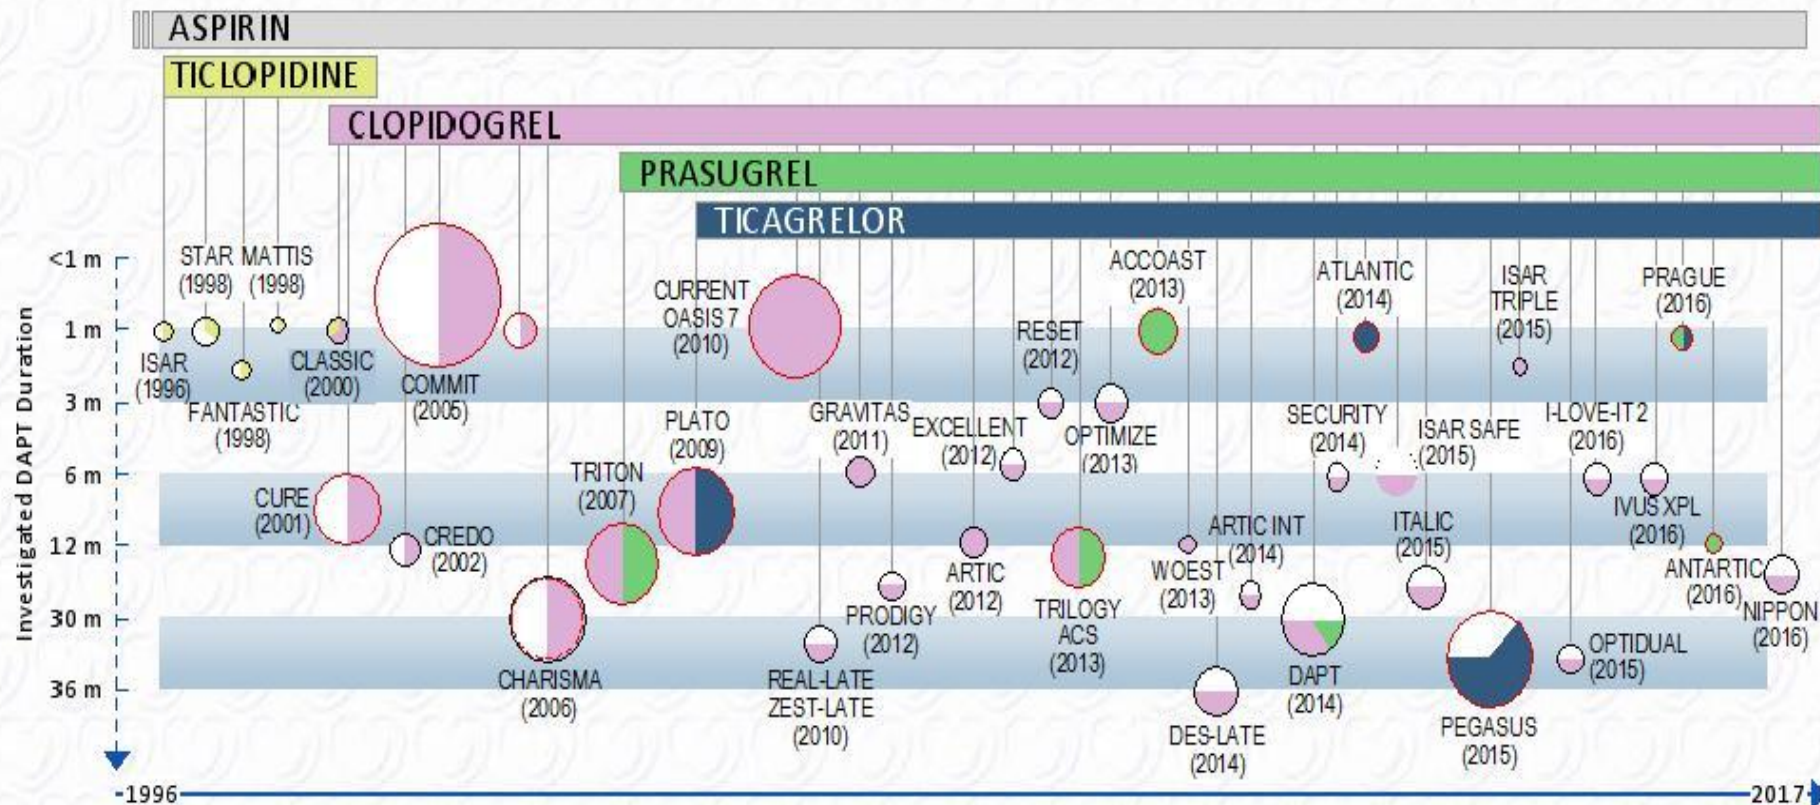 ASPIRIN
TICLOPIDINE
CLOPIDOGREL
PRASUGREL
TICAGRELOR
Investigated DAPT Duration
<1 m
1 m
3 m
6 m
12 m
30 m
36 m
ISAR
(1996)
STAR
(1998)
FANTASTIC
(1998)
MATTIS
(1998)
CLASSIC
(2000)
CURE
(2001)
CREDO
(2002)
COMMIT
(2005)
CHARISMA
(2006)
TRITON
(2007)
PLATO
(2009)
CURRENT
OASIS 7
(2010)
REAL-LATE
ZEST-LATE
(2010)
GRAVITAS
(2011)
PRODIGY
(2012)
EXCELLENT
(2012)
ARTIC
(2012)
RESET
(2012)
TRILOGY
ACS
(2013)
OPTIMIZE
(2013)
ACCOAST
(2013)
WOEST
(2013)
ARTIC INT
(2014)
DES-LATE
(2014)
SECURITY
(2014)
DAPT
(2014)
ATLANTIC
(2014)
ISAR SAFE
(2015)
ITALIC
(2015)
PEGASUS
(2015)
ISAR
TRIPLE
(2015)
OPTIDUAL
(2015)
I-LOVE-IT 2
(2016)
IVUS XPL
(2016)
PRAGUE
(2016)
ANTARTIC
(2016)
NIPPON
(2016)
1996
2017